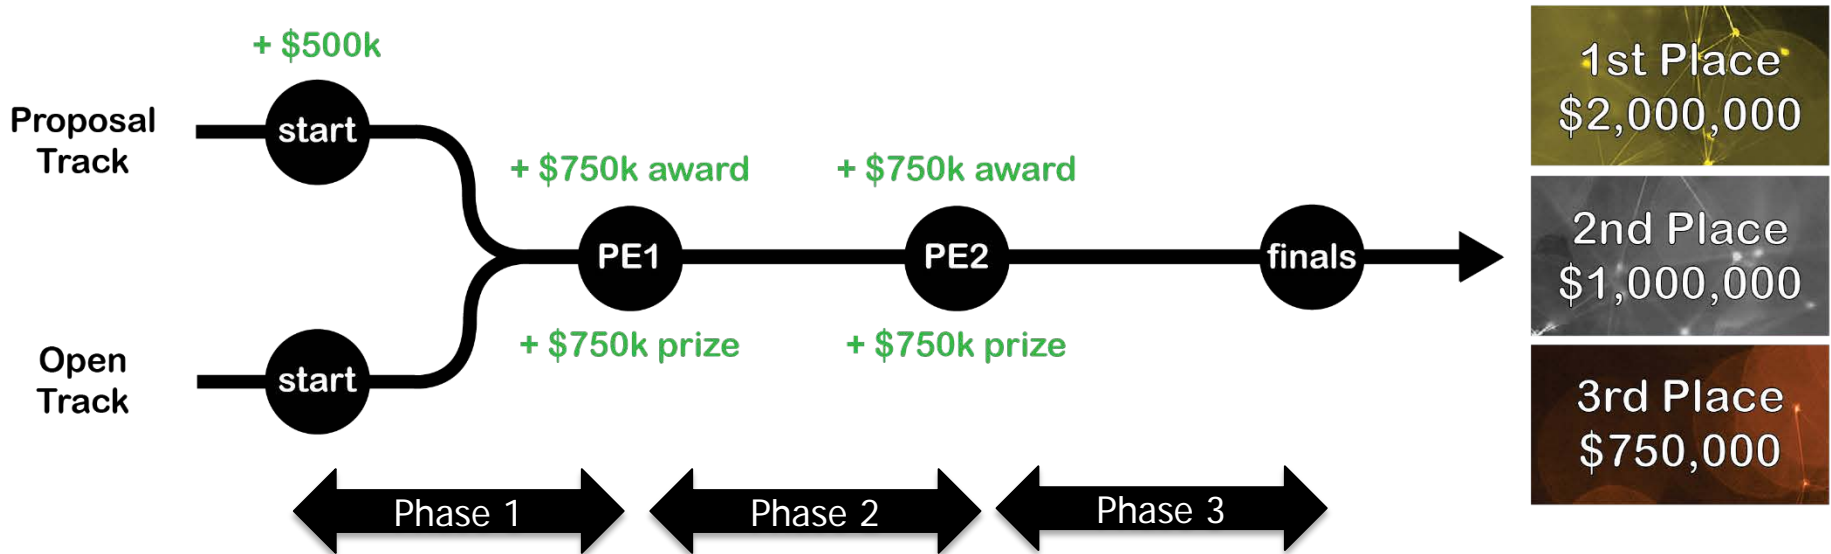 + $500k
Proposal
Track
start
+ $750k award
+ $750k award
PE1
PE2
finals
+ $750k prize
+ $750k prize
Open
Track
start
Phase 1
Phase 2
Phase 3
1st Place
$2,000,000
2nd Place
$1,000,000
3rd Place
$750,000